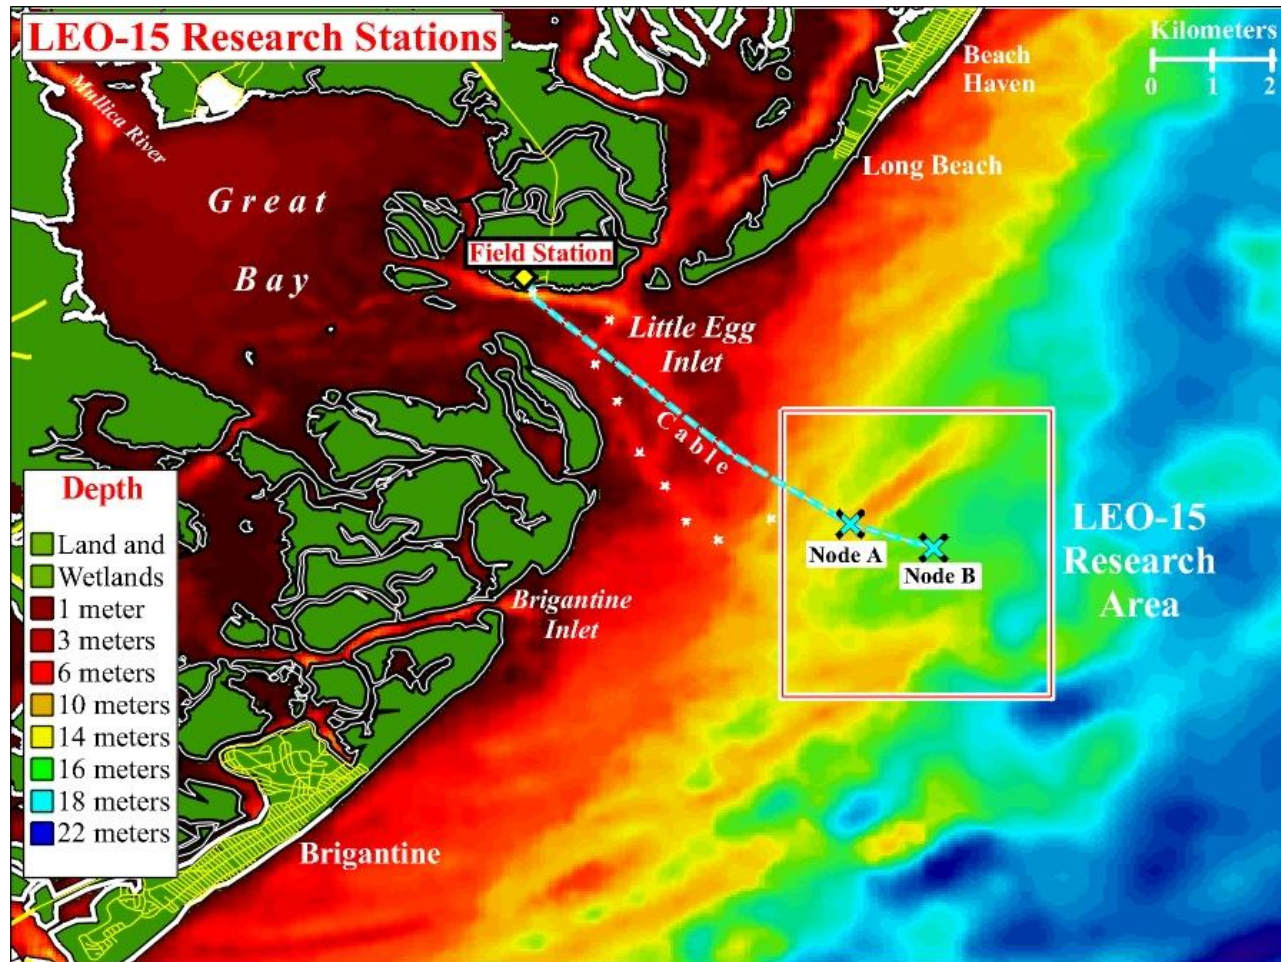 LEO-15 Research Stations
Kilometers
0 1 2
Beach
Haven
Mullica River
Long Beach
Great
Bay
Field Station
Little Egg
Inlet
Cable
Depth
Land and
Wetlands
1 meter
3 meters
6 meters
10 meters
14 meters
16 meters
18 meters
22 meters
LEO-15
Research
Area
Node A
Node B
Brigantine
Inlet
Brigantine